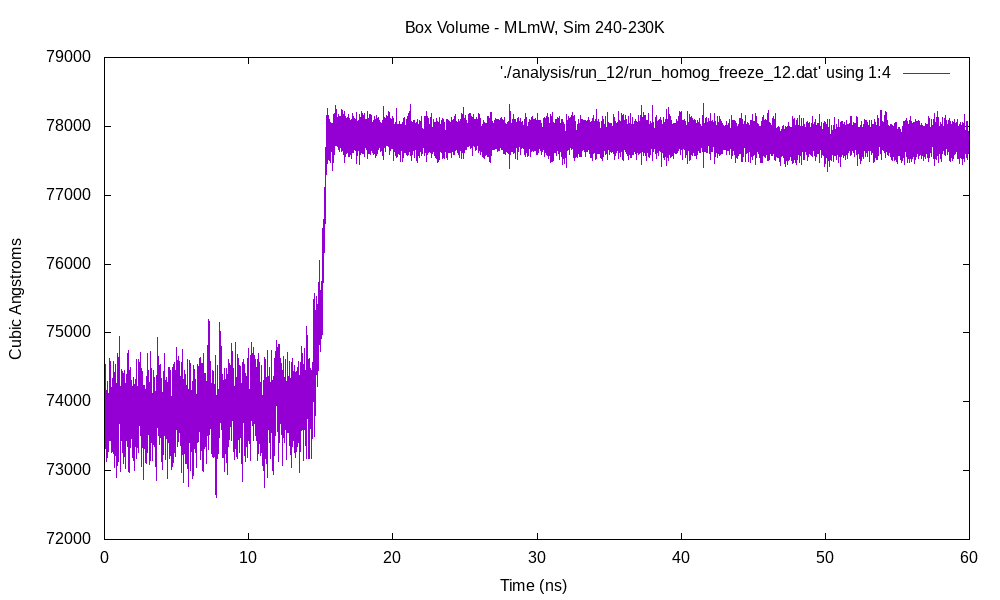 Box Volume - MLmW, Sim 240-230K
'./analysis/run_12/run_homog_freeze_12.dat' using 1:4
79000
78000
77000
76000
75000
74000
73000
72000
Cubic Angstroms
0 10 20 30 40 50 60
Time (ns)